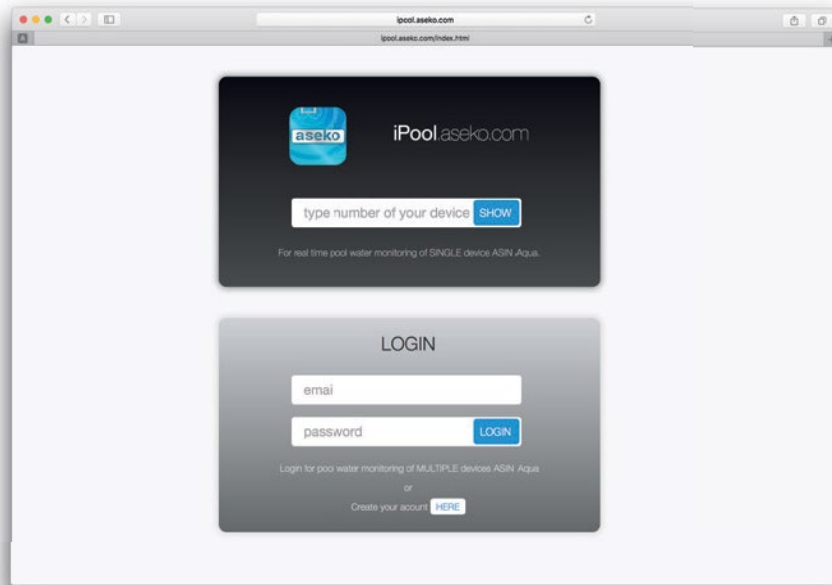 ipool.aseko.com
A
ipool.aseko.com/index.html
aseko
iPool.aseko.com
type number of your device
SHOW
For real time pool water monitoring of SINGLE device ASIN Aqua.
LOGIN
emai
password
LOGIN
Login for pool water monitoring of MULTIPLE devices ASIN Aqua
or
Create your acount HERE